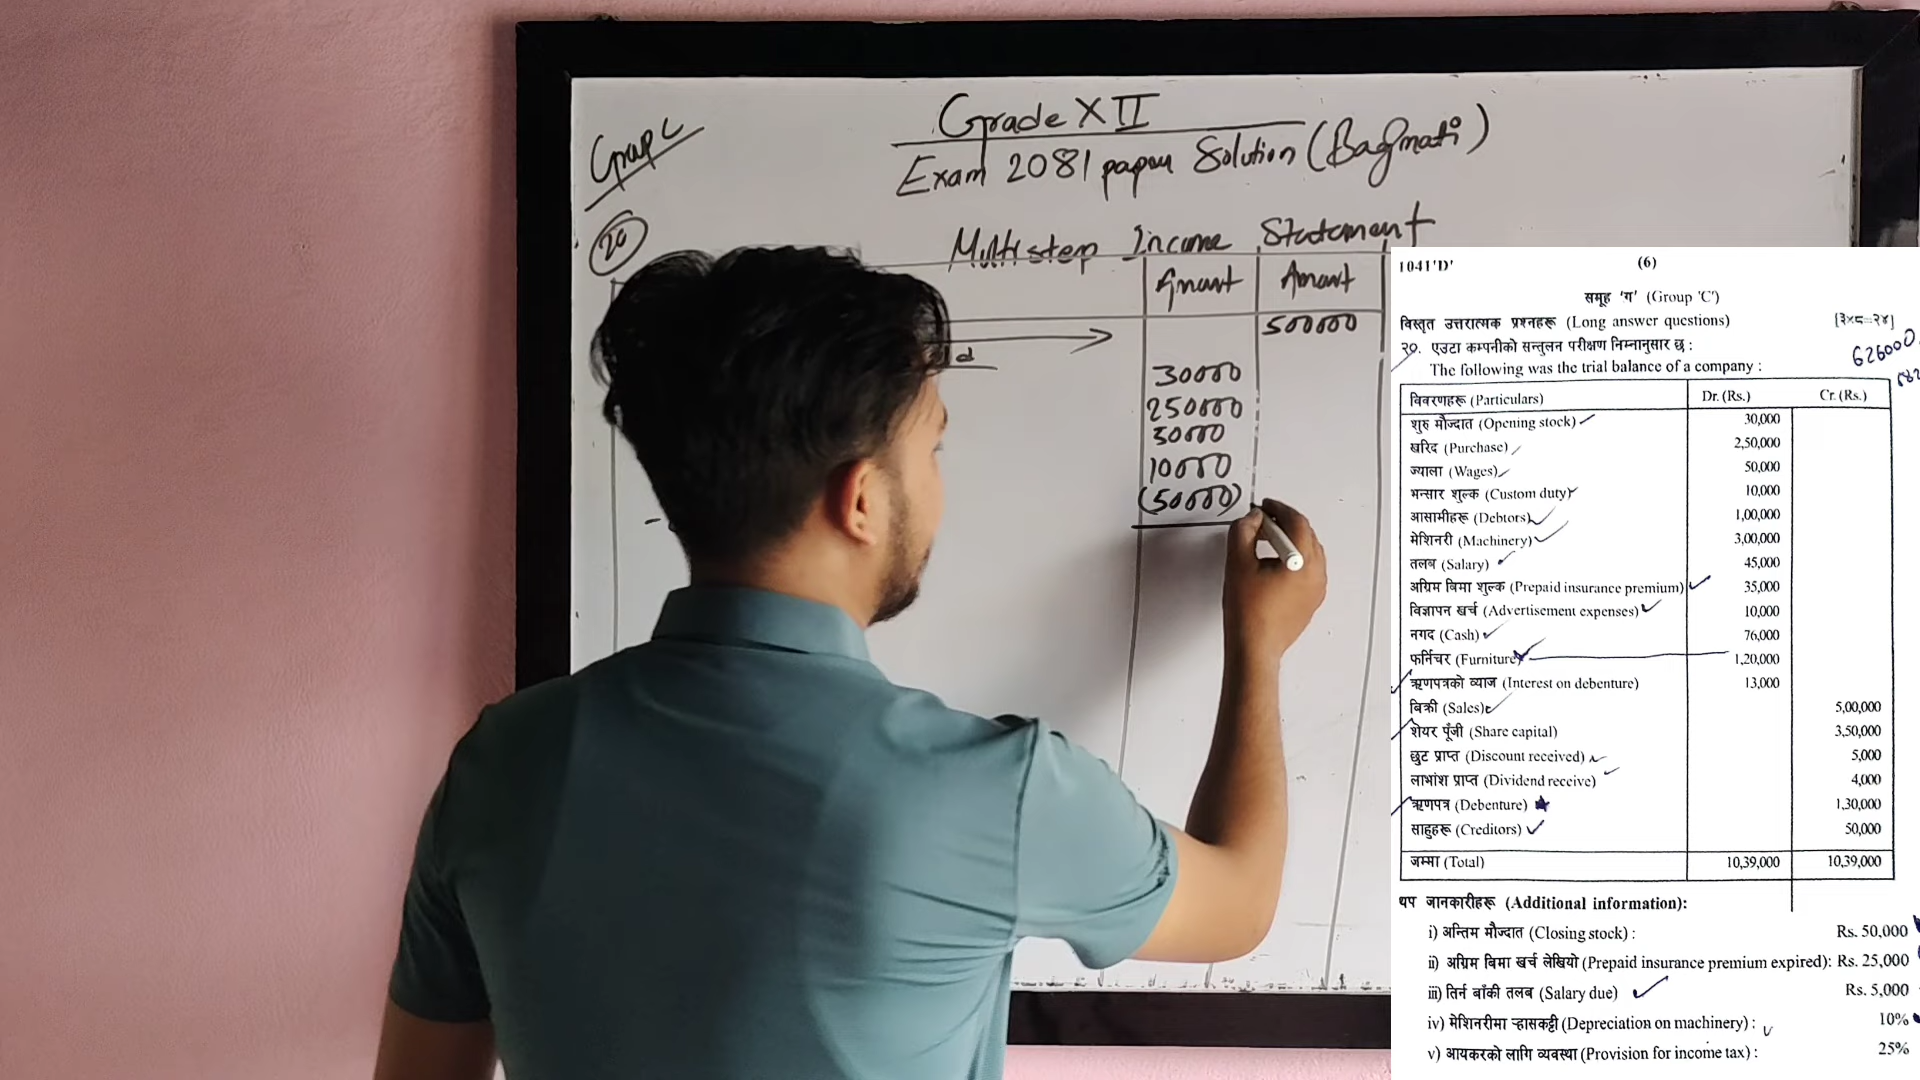 Group C
Grade XII
Exam 2081 paper Solution (Bagmati)
20
Multistep Income Statement
Amount Amount
500000
30000
250000
50000
10000
(50000)
1041'D' (6)
समूह 'ग' (Group 'C')
विस्तृत उत्तरात्मक प्रश्नहरू (Long answer questions) [३×८=२४]
२०. एउटा कम्पनीको सन्तुलन परीक्षण निम्नानुसार छ :
626000
The following was the trial balance of a company :
विवरणहरू (Particulars) Dr. (Rs.) Cr. (Rs.)
शुरु मौज्दात (Opening stock) 30,000
खरिद (Purchase) 2,50,000
ज्याला (Wages) 50,000
भन्सार शुल्क (Custom duty) 10,000
आसामीहरू (Debtors) 1,00,000
मेशिनरी (Machinery) 3,00,000
तलब (Salary) 45,000
अग्रिम बिमा शुल्क (Prepaid insurance premium) 35,000
विज्ञापन खर्च (Advertisement expenses) 10,000
नगद (Cash) 76,000
फर्निचर (Furniture) 1,20,000
ऋणपत्रको व्याज (Interest on debenture) 13,000
बिक्री (Sales) 5,00,000
शेयर पूँजी (Share capital) 3,50,000
छुट प्राप्त (Discount received) 5,000
लाभांश प्राप्त (Dividend receive) 4,000
ऋणपत्र (Debenture) 1,30,000
साहुहरू (Creditors) 50,000
जम्मा (Total) 10,39,000 10,39,000
थप जानकारीहरू (Additional information):
i) अन्तिम मौज्दात (Closing stock) : Rs. 50,000
ii) अग्रिम बिमा खर्च लेखियो (Prepaid insurance premium expired): Rs. 25,000
iii) तिर्न बाँकी तलब (Salary due) Rs. 5,000
iv) मेशिनरीमा ऱ्हासकट्टी (Depreciation on machinery) : 10%
v) आयकरको लागि व्यवस्था (Provision for income tax) : 25%